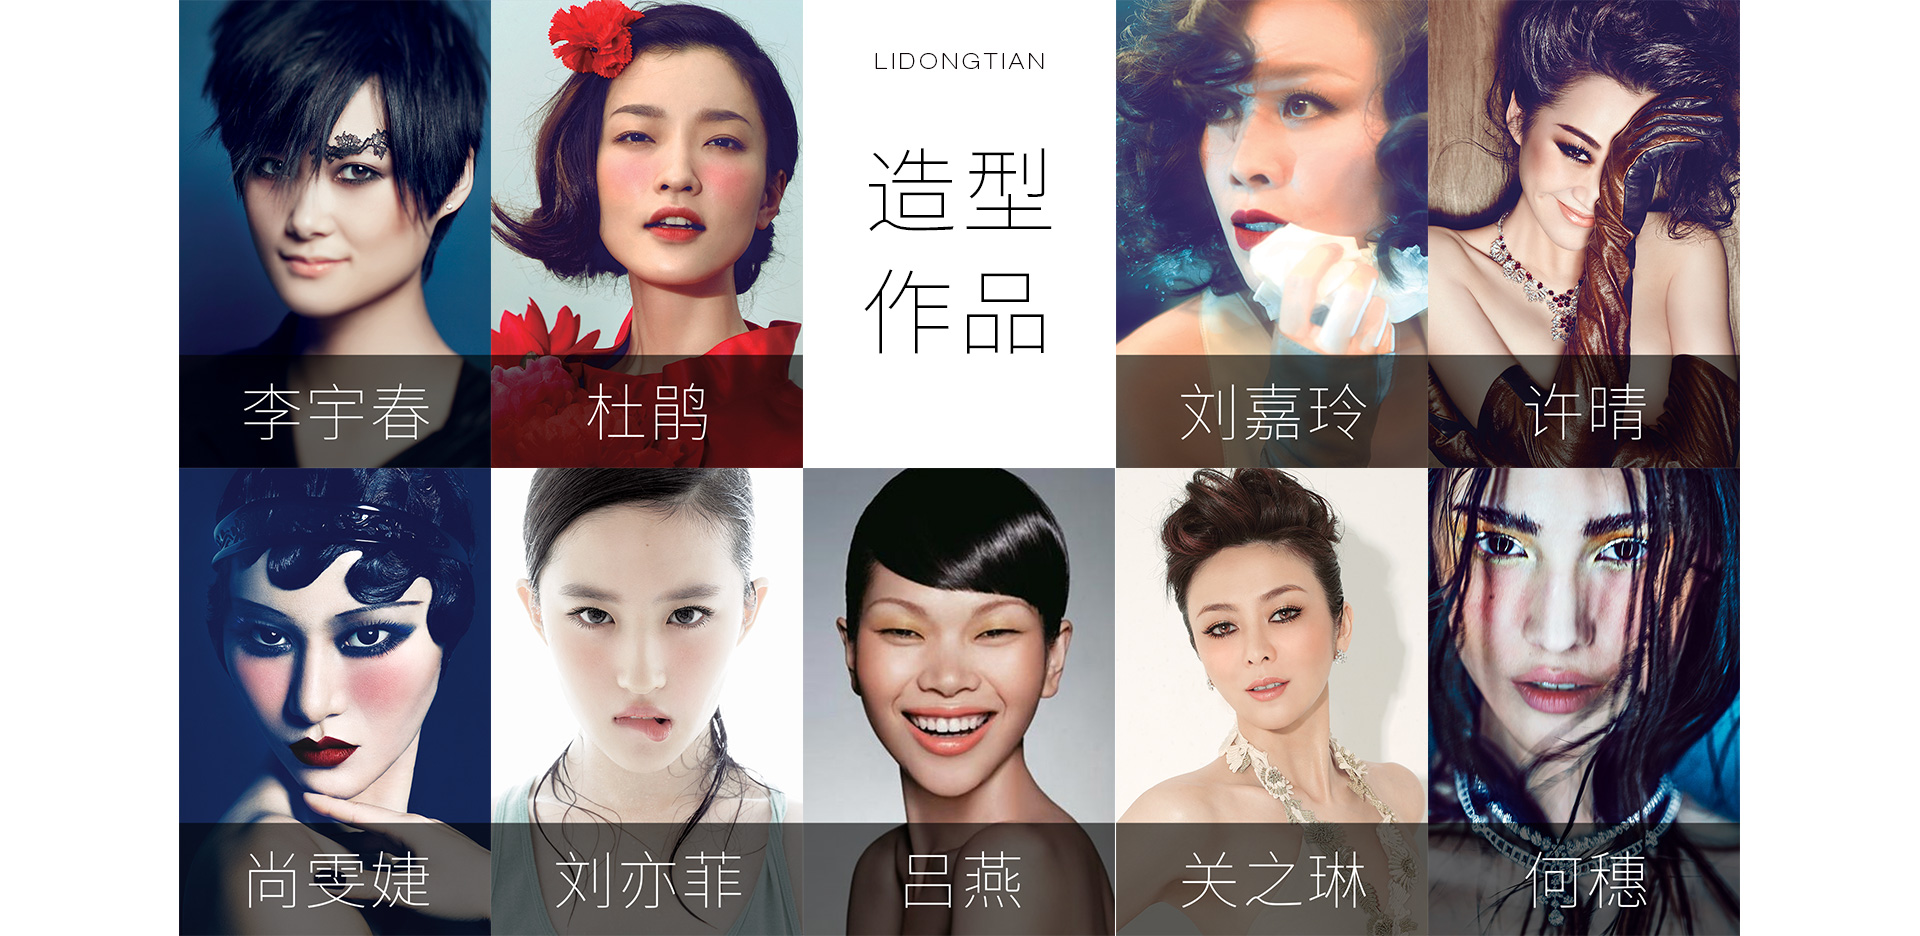 LIDONGTIAN
造型
作品
李宇春
杜鹃
刘嘉玲
许晴
尚雯婕
刘亦菲
吕燕
关之琳
何穗